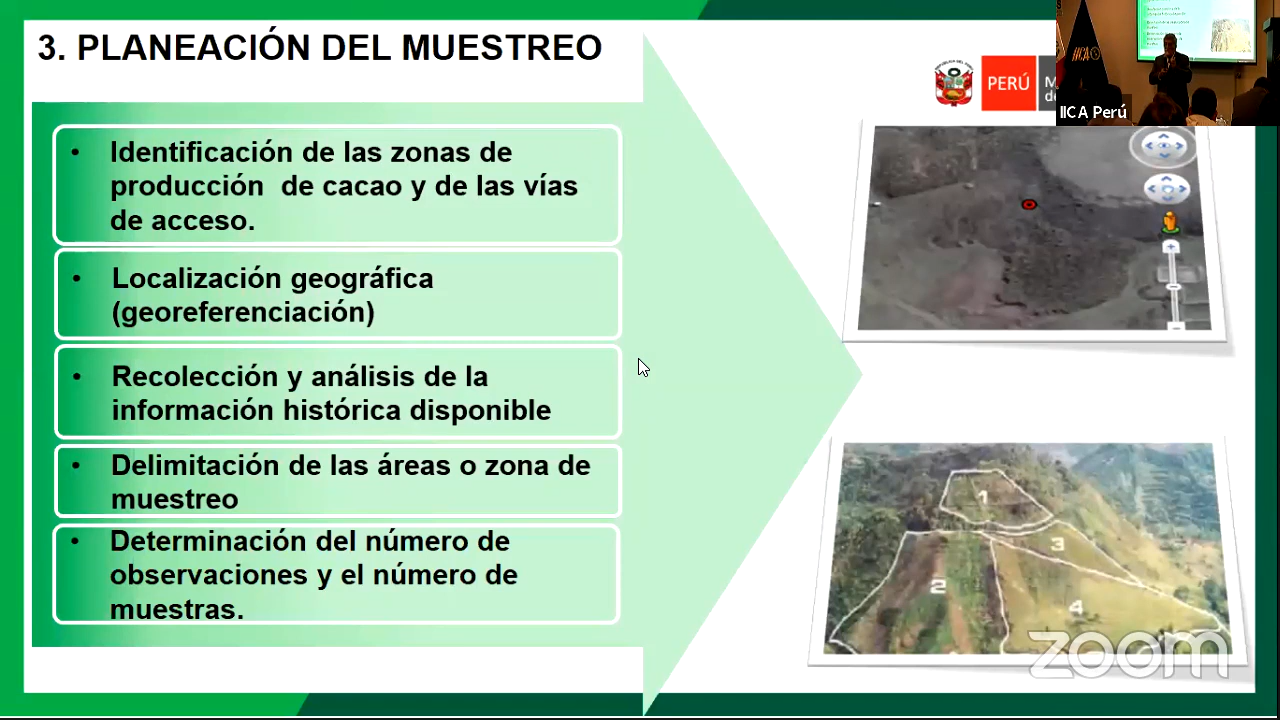 3. PLANEACIÓN DEL MUESTREO
• Identificación de las zonas de
producción de cacao y de las vías
de acceso.
• Localización geográfica
(georeferenciación)
• Recolección y análisis de la
información histórica disponible
• Delimitación de las áreas o zona de
muestreo
• Determinación del número de
observaciones y el número de
muestras.
PERÚ
M
de
IICA
IICA Perú
1
2
3
4
zoom